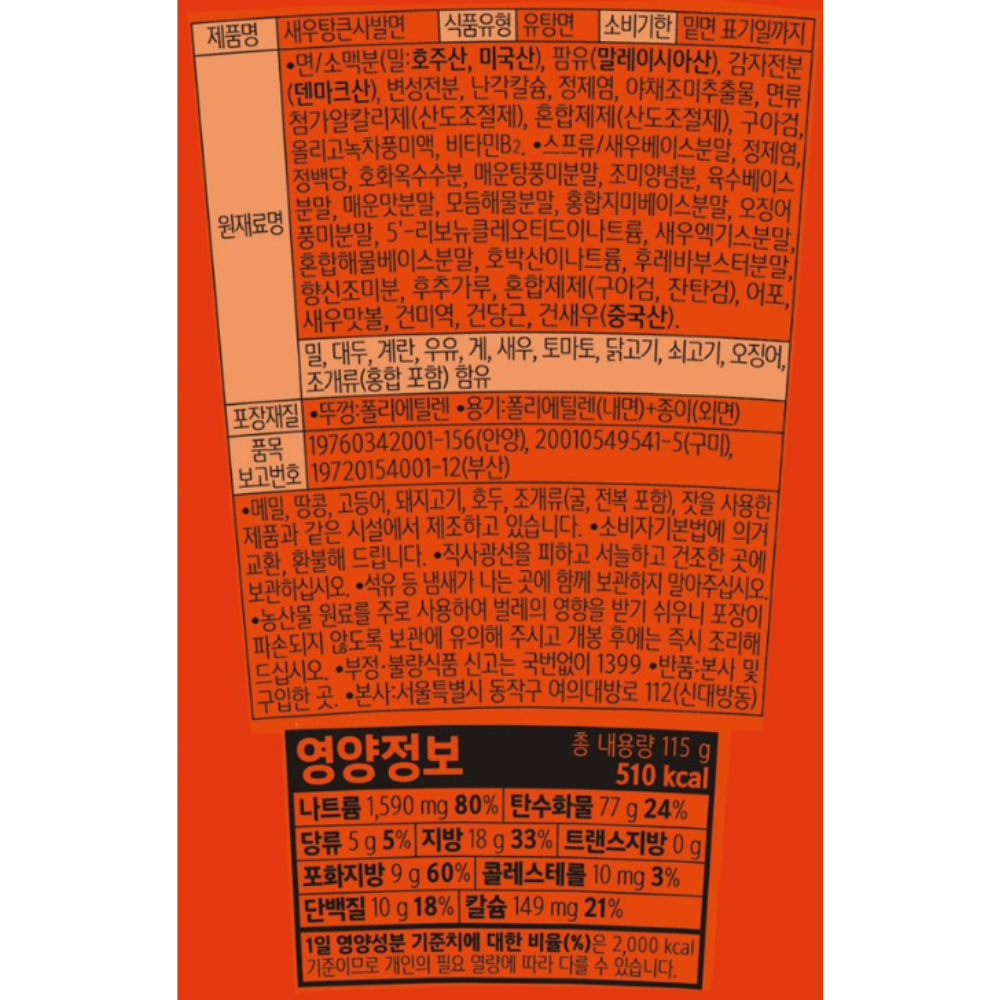 제품명 새우탕큰사발면 식품유형 유탕면 소비기한 밑면 표기일까지
원재료명
•면/소맥분(밀:호주산, 미국산), 팜유(말레이시아산), 감자전분
(덴마크산), 변성전분, 난각칼슘, 정제염, 야채조미추출물, 면류
첨가알칼리제(산도조절제), 혼합제제(산도조절제), 구아검,
올리고녹차풍미액, 비타민B2. •스프류/새우베이스분말, 정제염,
정백당, 호화옥수수분, 매운탕풍미분말, 조미양념분, 육수베이스
분말, 매운맛분말, 모듬해물분말, 홍합지미베이스분말, 오징어
풍미분말, 5'-리보뉴클레오티드이나트륨, 새우엑기스분말,
혼합해물베이스분말, 호박산이나트륨, 후레바부스터분말,
향신조미분, 후추가루, 혼합제제(구아검, 잔탄검), 어포,
새우맛볼, 건미역, 건당근, 건새우(중국산).
밀, 대두, 계란, 우유, 게, 새우, 토마토, 닭고기, 쇠고기, 오징어,
조개류(홍합 포함) 함유
포장재질 •뚜껑:폴리에틸렌 •용기:폴리에틸렌(내면)+종이(외면)
품목
보고번호
19760342001-156(안양), 20010549541-5(구미),
19720154001-12(부산)
•메밀, 땅콩, 고등어, 돼지고기, 호두, 조개류(굴, 전복 포함), 잣을 사용한
제품과 같은 시설에서 제조하고 있습니다. •소비자기본법에 의거
교환, 환불해 드립니다. •직사광선을 피하고 서늘하고 건조한 곳에
보관하십시오. •석유 등 냄새가 나는 곳에 함께 보관하지 말아주십시오.
•농산물 원료를 주로 사용하여 벌레의 영향을 받기 쉬우니 포장이
파손되지 않도록 보관에 유의해 주시고 개봉 후에는 즉시 조리해
드십시오. •부정·불량식품 신고는 국번없이 1399 •반품:본사 및
구입한 곳. •본사:서울특별시 동작구 여의대방로 112(신대방동)
영양정보
총 내용량 115 g
510 kcal
나트륨 1,590 mg 80% 탄수화물 77 g 24%
당류 5 g 5% 지방 18 g 33% 트랜스지방 0 g
포화지방 9 g 60% 콜레스테롤 10 mg 3%
단백질 10 g 18% 칼슘 149 mg 21%
1일 영양성분 기준치에 대한 비율(%)은 2,000 kcal
기준이므로 개인의 필요 열량에 따라 다를 수 있습니다.